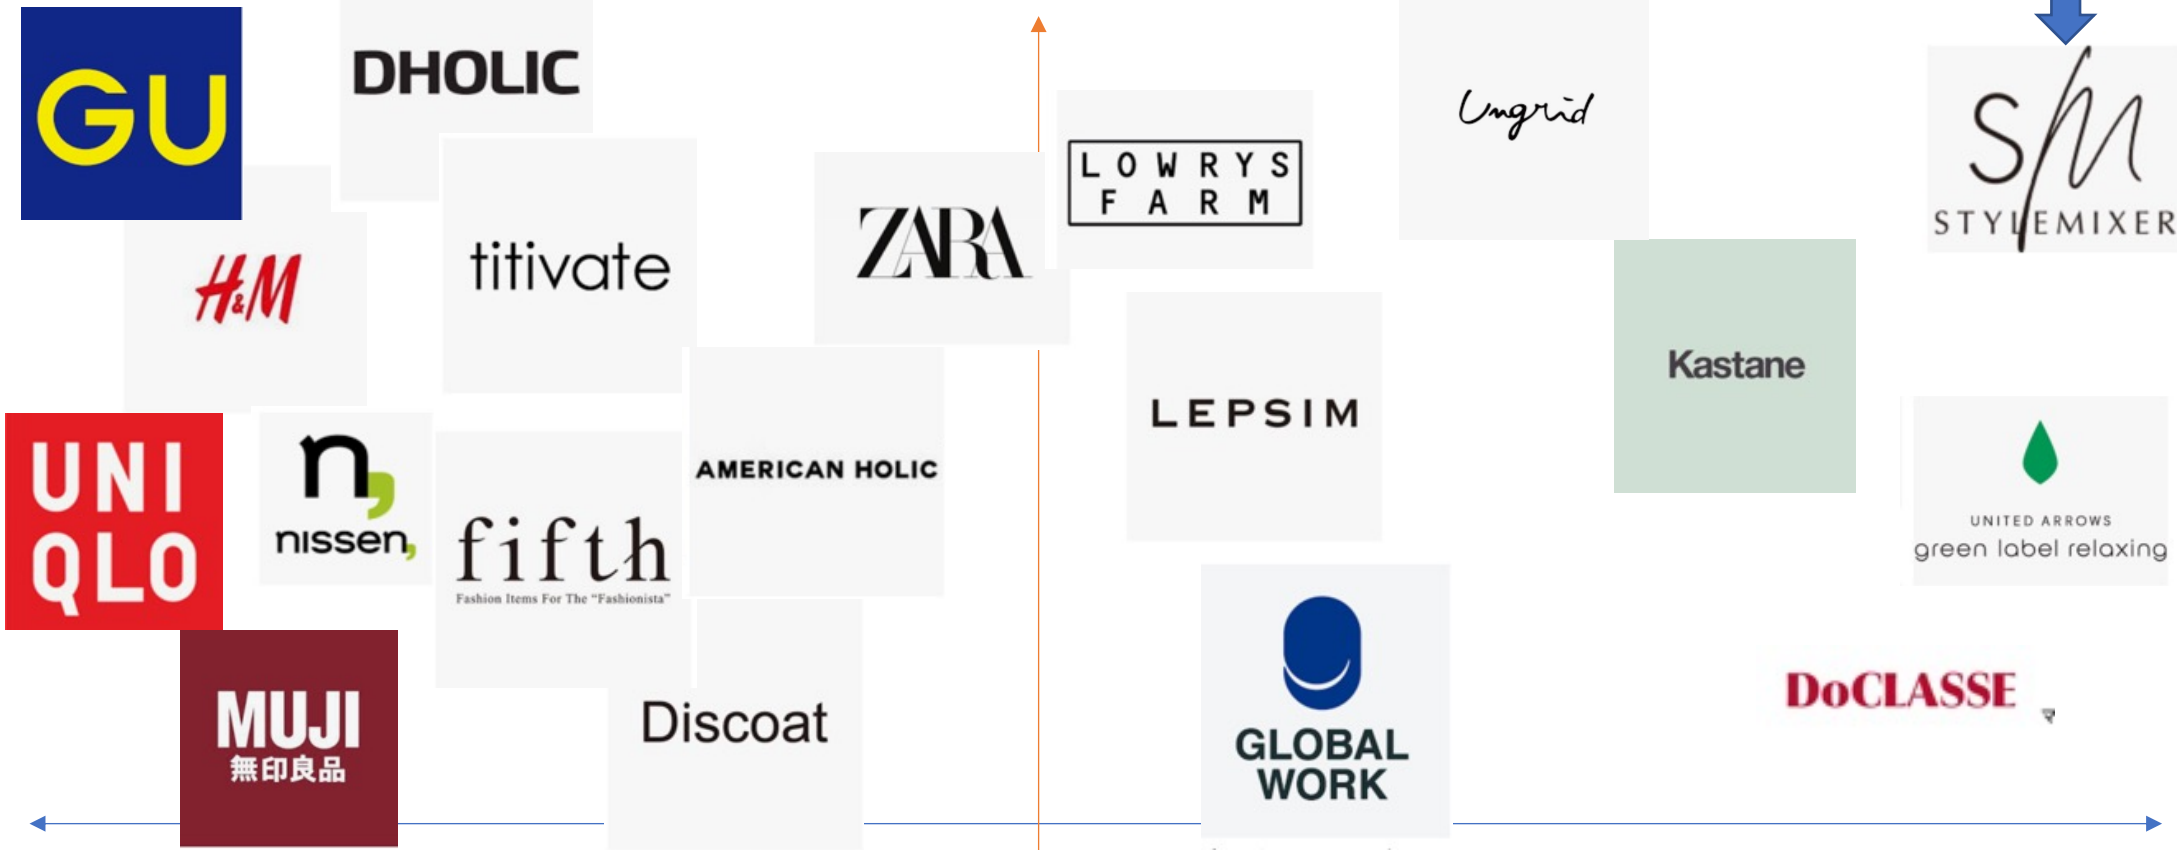 GU
DHOLIC
Ungrid
SM
STYLEMIXER
LOWRYS
FARM
ZARA
titivate
H&M
Kastane
LEPSIM
AMERICAN HOLIC
UNI
QLO
n,
nissen,
fifth
Fashion Items For The "Fashionista"
UNITED ARROWS
green label relaxing
MUJI
無印良品
Discoat
GLOBAL
WORK
DoCLASSE